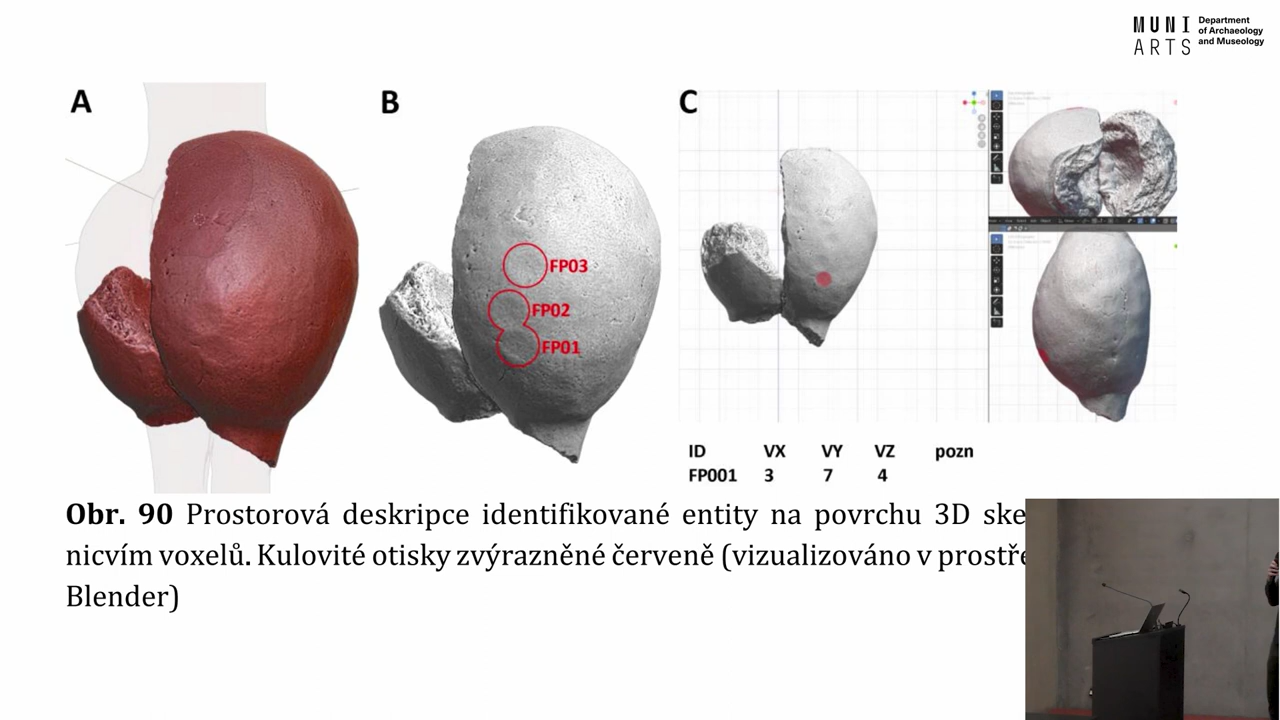 MUNI
ARTS
Department
of Archaeology
and Museology
A
B
C
FP03
FP02
FP01
ID VX VY VZ pozn
FP001 3 7 4
Obr. 90 Prostorová deskripce identifikované entity na povrchu 3D ske
nicvím voxelů. Kulovité otisky zvýrazněné červeně (vizualizováno v prostře
Blender)